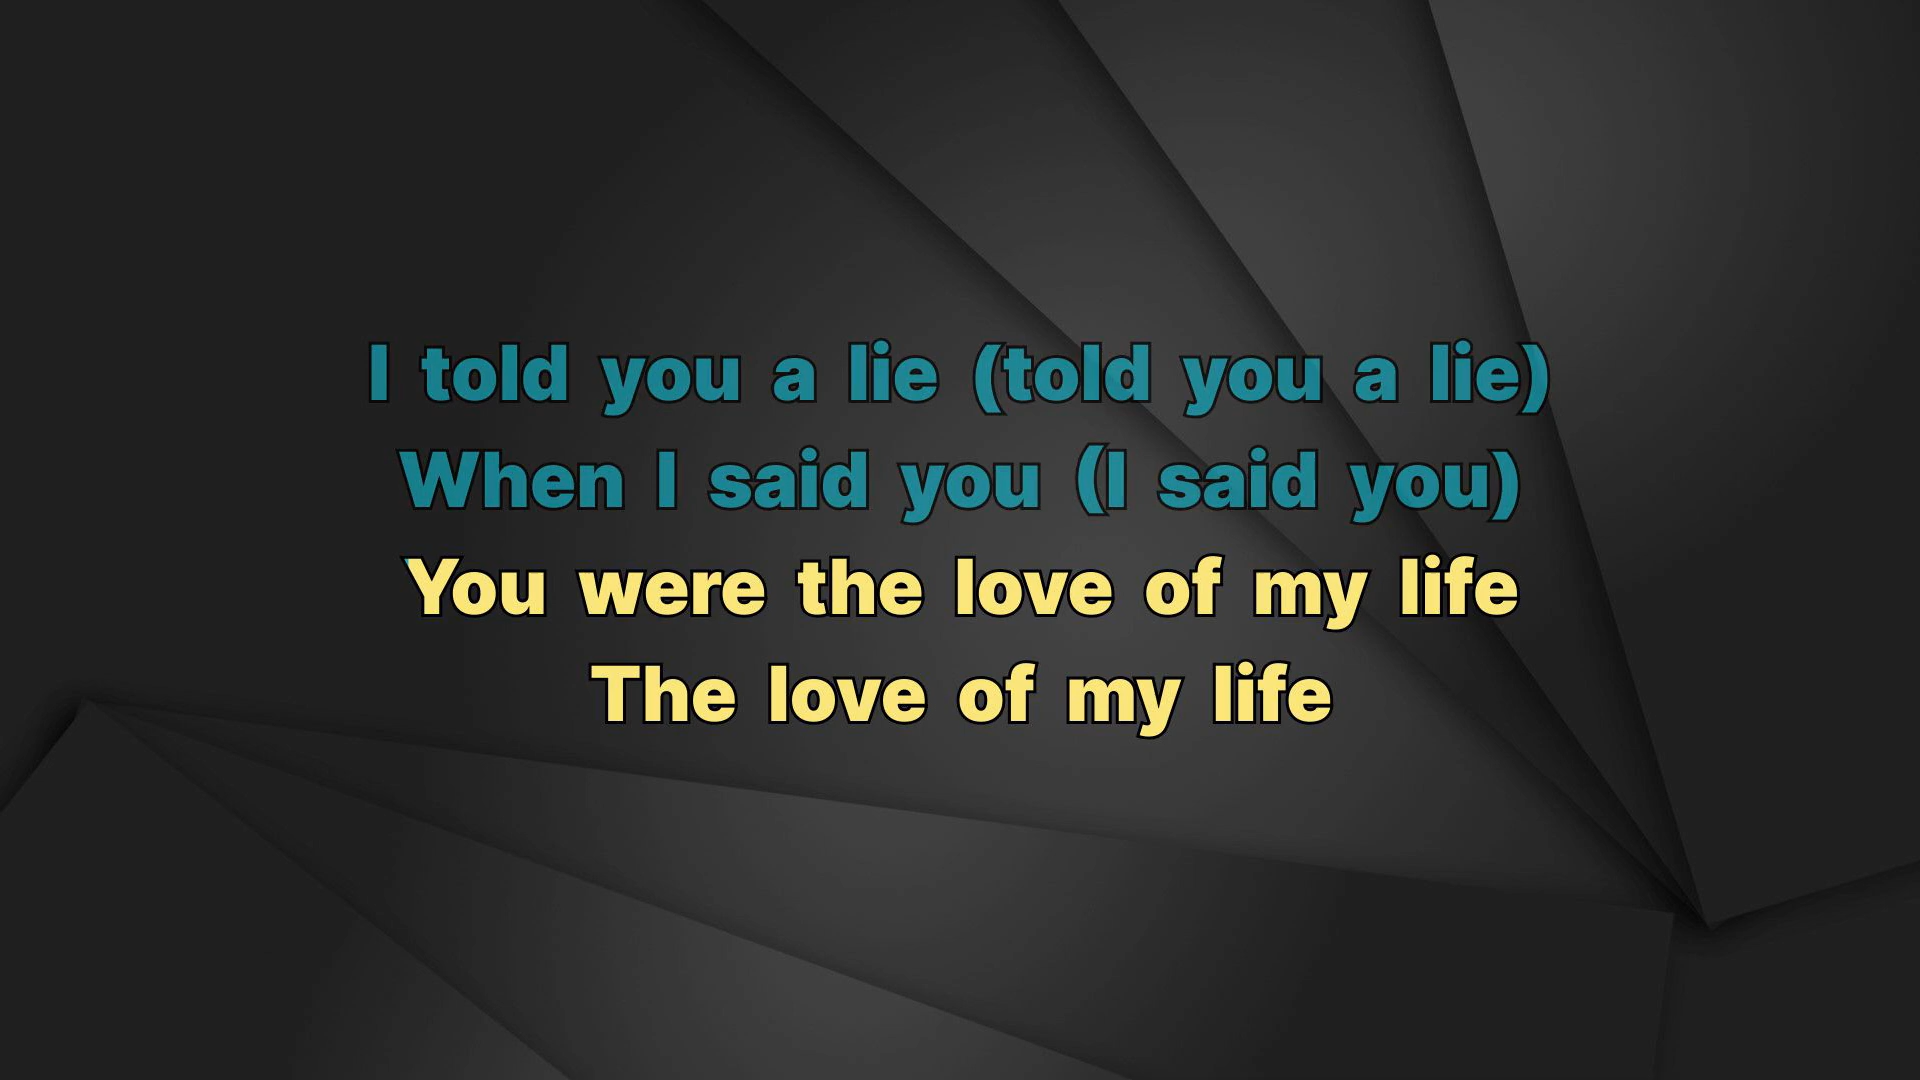 I told you a lie (told you a lie)
When I said you (I said you)
You were the love of my life
The love of my life